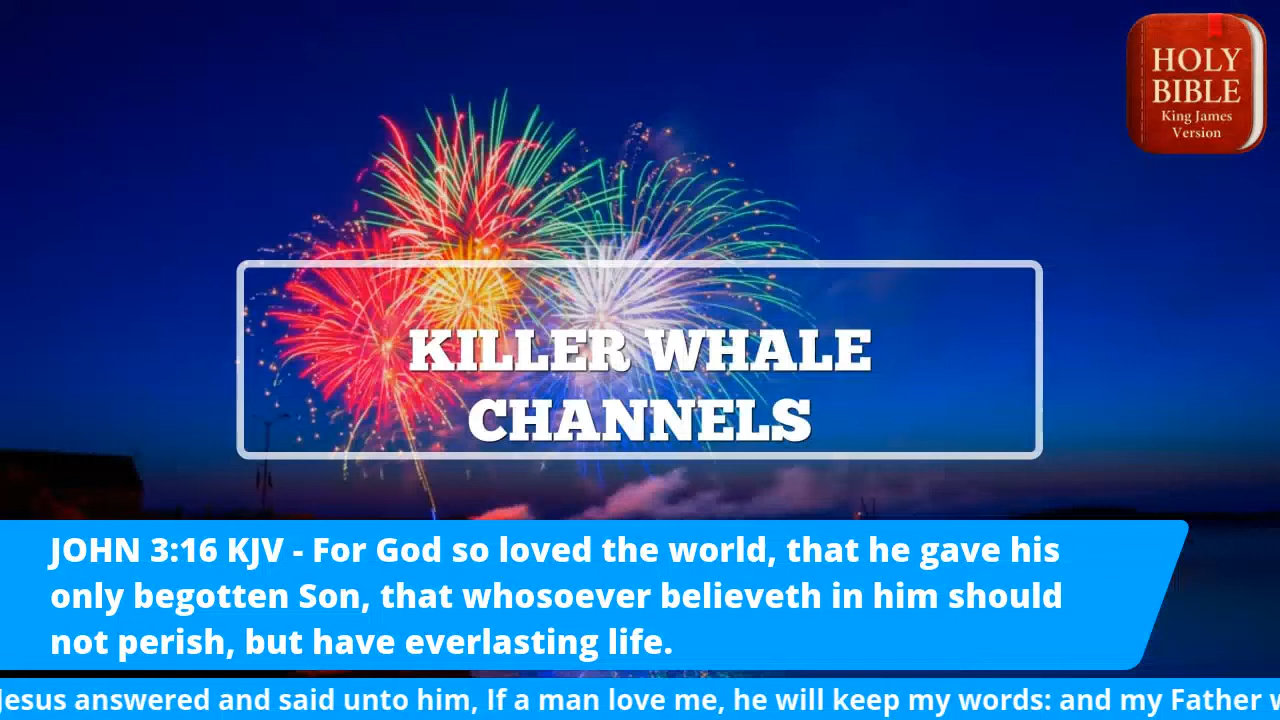 HOLY
BIBLE
King James
Version
KILLER WHALE
CHANNELS
JOHN 3:16 KJV - For God so loved the world, that he gave his
only begotten Son, that whosoever believeth in him should
not perish, but have everlasting life.
Jesus answered and said unto him, If a man love me, he will keep my words: and my Father w